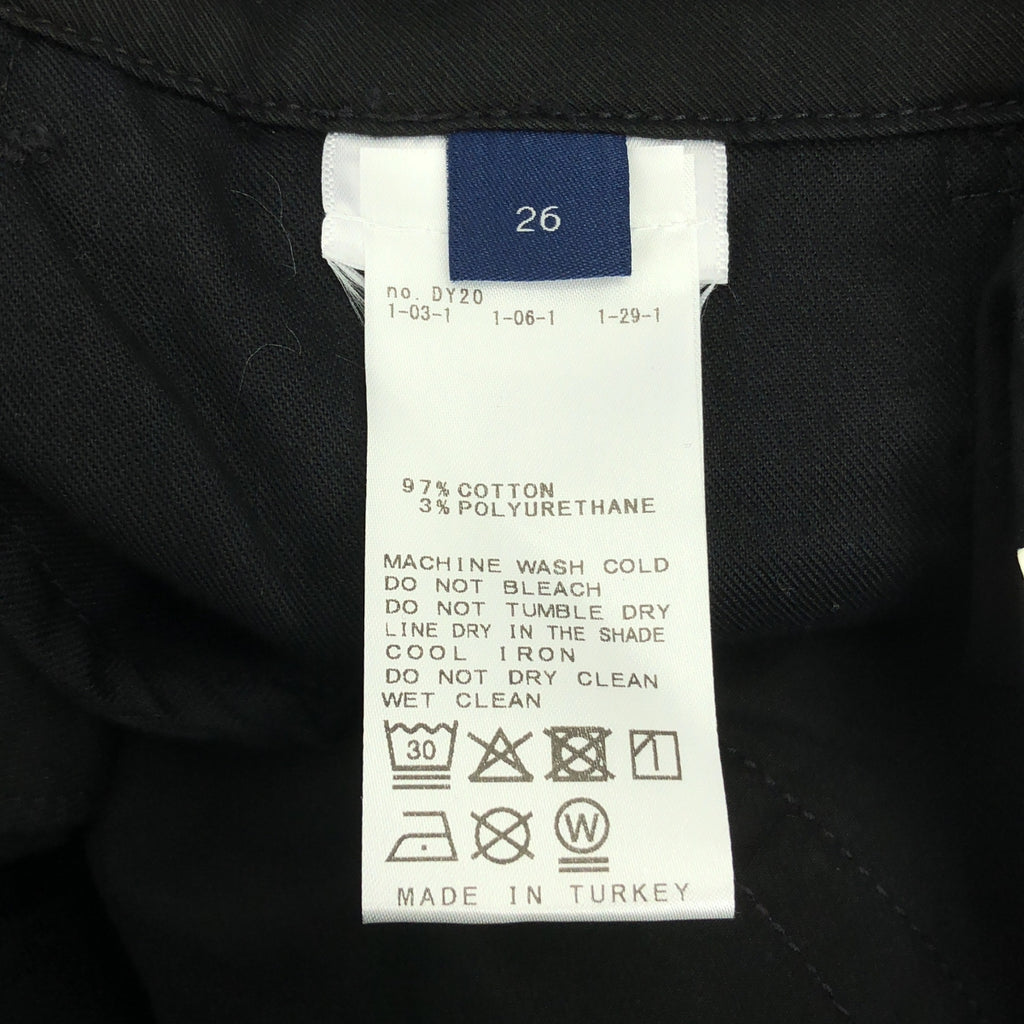 26
no. DY20
1-03-1 1-06-1 1-29-1
97% COTTON
3% POLYURETHANE
MACHINE WASH COLD
DO NOT BLEACH
DO NOT TUMBLE DRY
LINE DRY IN THE SHADE
COOL IRON
DO NOT DRY CLEAN
WET CLEAN
30
W
MADE IN TURKEY